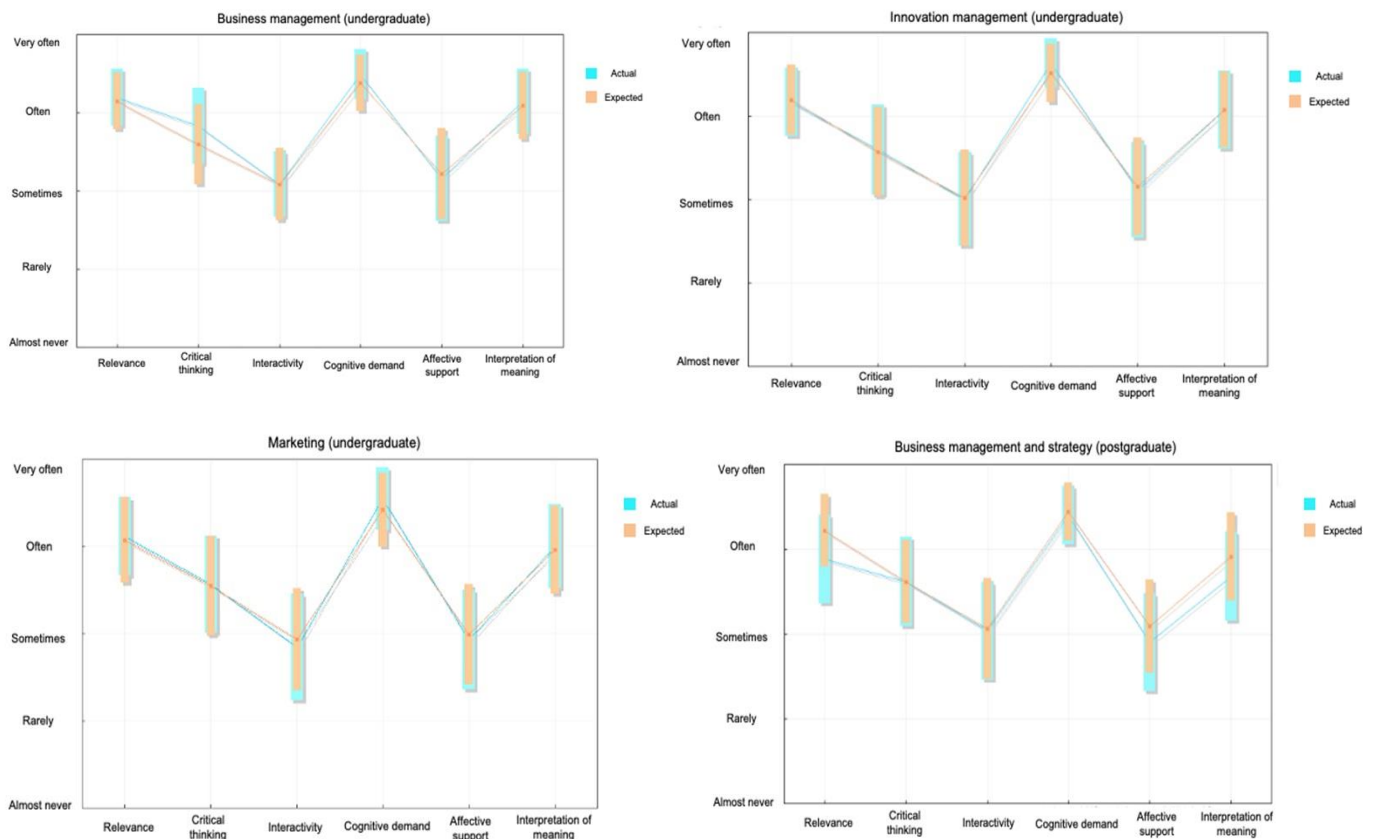 Business management (undergraduate)
Very often
Often
Sometimes
Rarely
Almost never
Relevance
Critical
thinking
Interactivity
Cognitive demand
Affective
support
Interpretation of
meaning
Actual
Expected
Innovation management (undergraduate)
Very often
Often
Sometimes
Rarely
Almost never
Relevance
Critical
thinking
Interactivity
Cognitive demand
Affective
support
Interpretation of
meaning
Actual
Expected
Marketing (undergraduate)
Very often
Often
Sometimes
Rarely
Almost never
Relevance
Critical
thinking
Interactivity
Cognitive demand
Affective
support
Interpretation of
meaning
Actual
Expected
Business management and strategy (postgraduate)
Very often
Often
Sometimes
Rarely
Almost never
Relevance
Critical
thinking
Interactivity
Cognitive demand
Affective
support
Interpretation of
meaning
Actual
Expected